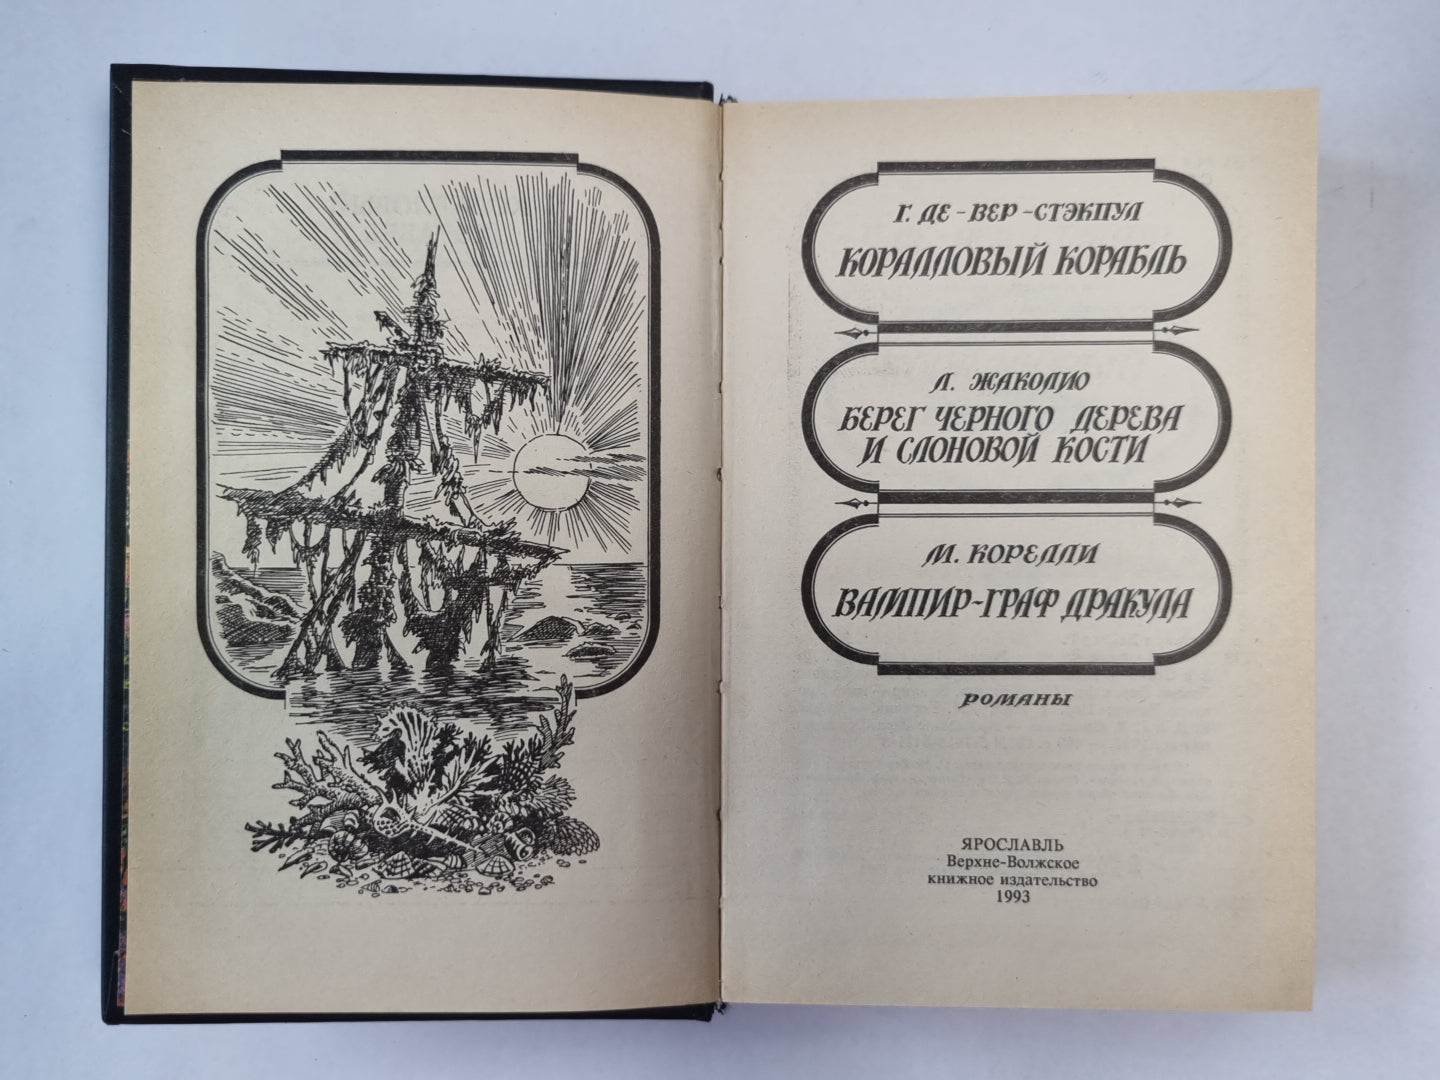 Г. ДЕ-ВЕР-СТЭКПУЛ
КОРАЛЛОВЫЙ КОРАБЛЬ
Л. ЖАКОЛИО
БЕРЕГ ЧЕРНОГО ДЕРЕВА
И СЛОНОВОЙ КОСТИ
М. КОРЕЛЛИ
ВАМПИР-ГРАФ ДРАКУЛА
РОМАНЫ
ЯРОСЛАВЛЬ
Верхне-Волжское
книжное издательство
1993